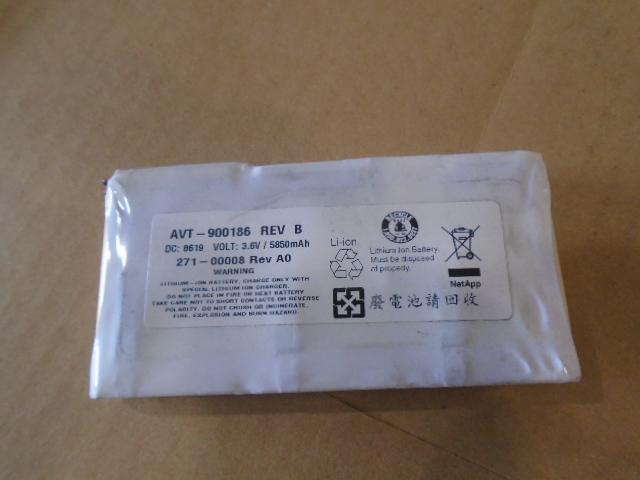 AVT-900186 REV B
DC: 0619 VOLT: 3.6V / 5850mAh
271-00008 Rev A0
WARNING
LITHIUM-ION BATTERY, CHARGE ONLY WITH
SPECIAL LITHIUM ION CHARGER.
DO NOT PLACE IN FIRE OR HEAT BATTERY
TAKE CARE NOT TO SHORT CONTACTS OR REVERSE
POLARITY. DO NOT CRUSH OR INCINERATE.
FIRE, EXPLOSION AND BURN HAZARD.
Li-ion
Lithium Ion Battery.
Must be disposed
of properly.
NetApp
廢電池請回收